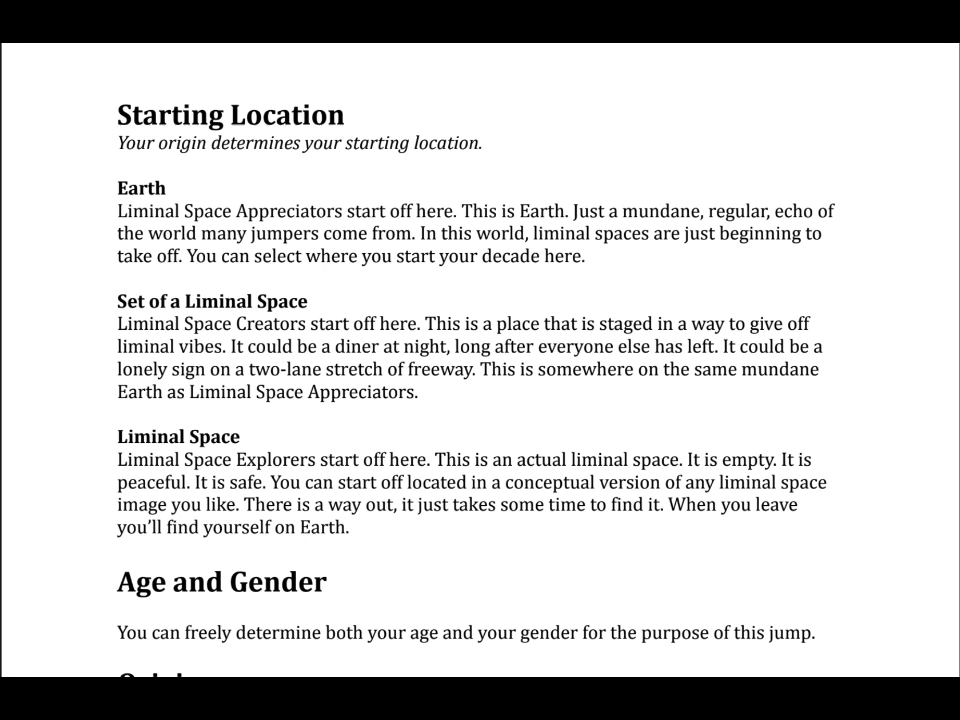 Starting Location
Your origin determines your starting location.
Earth
Liminal Space Appreciators start off here. This is Earth. Just a mundane, regular, echo of
the world many jumpers come from. In this world, liminal spaces are just beginning to
take off. You can select where you start your decade here.
Set of a Liminal Space
Liminal Space Creators start off here. This is a place that is staged in a way to give off
liminal vibes. It could be a diner at night, long after everyone else has left. It could be a
lonely sign on a two-lane stretch of freeway. This is somewhere on the same mundane
Earth as Liminal Space Appreciators.
Liminal Space
Liminal Space Explorers start off here. This is an actual liminal space. It is empty. It is
peaceful. It is safe. You can start off located in a conceptual version of any liminal space
image you like. There is a way out, it just takes some time to find it. When you leave
you’ll find yourself on Earth.
Age and Gender
You can freely determine both your age and your gender for the purpose of this jump.